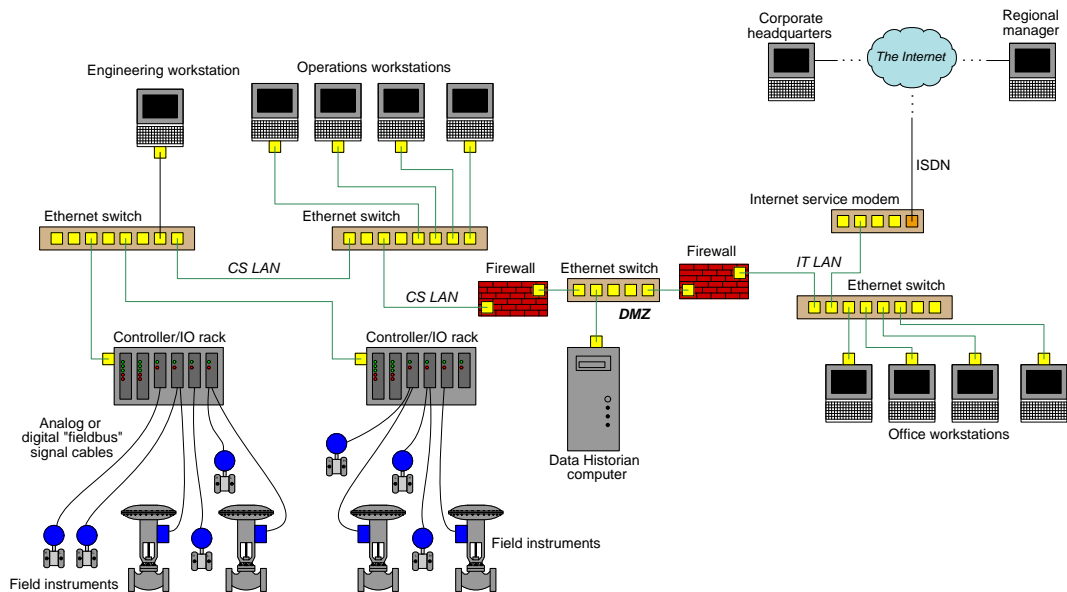 Corporate
headquarters
Regional
manager
The Internet
Engineering workstation
Operations workstations
ISDN
Internet service modem
Ethernet switch
Ethernet switch
CS LAN
CS LAN
Firewall
Ethernet switch
DMZ
Firewall
IT LAN
Ethernet switch
Controller/IO rack
Controller/IO rack
Analog or
digital "fieldbus"
signal cables
Data Historian
computer
Office workstations
Field instruments
Field instruments